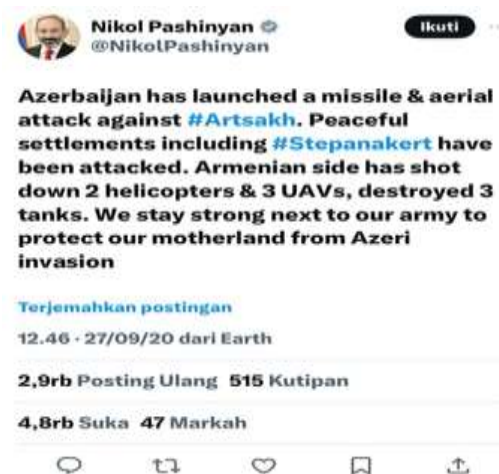 Nikol Pashinyan
Ikuti
@NikolPashinyan
Azerbaijan has launched a missile & aerial
attack against #Artsakh. Peaceful
settlements including #Stepanakert have
been attacked. Armenian side has shot
down 2 helicopters & 3 UAVs, destroyed 3
tanks. We stay strong next to our army to
protect our motherland from Azeri
invasion
Terjemahkan postingan
12.46 · 27/09/20 dari Earth
2,9rb Posting Ulang 515 Kutipan
4,8rb Suka 47 Markah